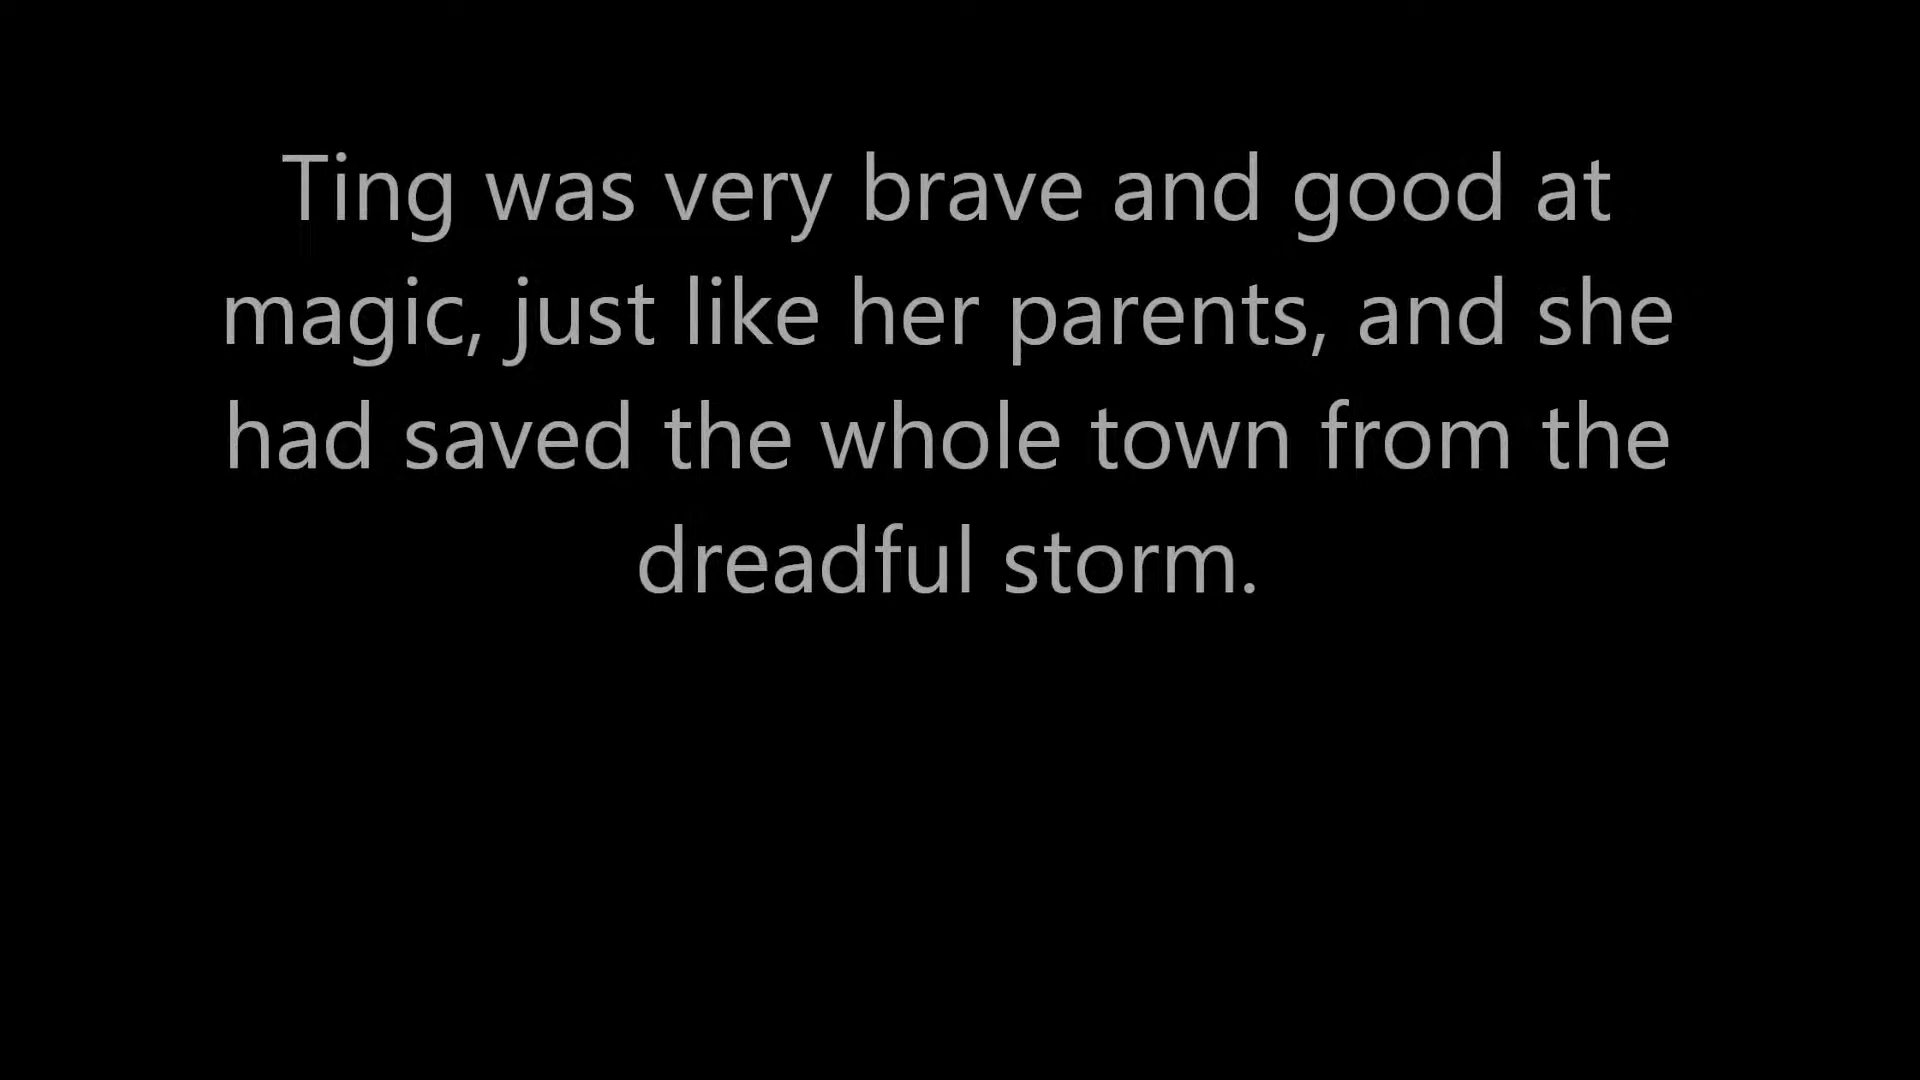 Ting was very brave and good at
magic, just like her parents, and she
had saved the whole town from the
dreadful storm.